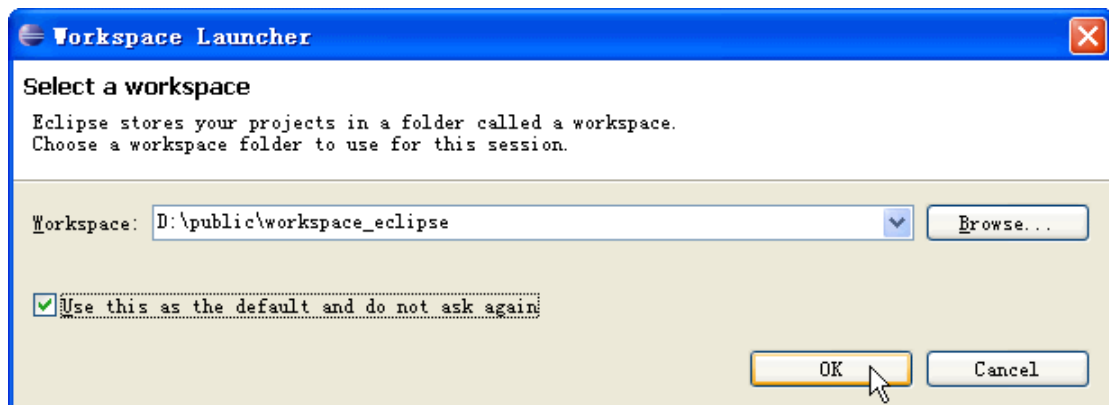 Workspace Launcher
Select a workspace
Eclipse stores your projects in a folder called a workspace.
Choose a workspace folder to use for this session.
Workspace: D:\public\workspace_eclipse Browse...
Use this as the default and do not ask again
OK Cancel